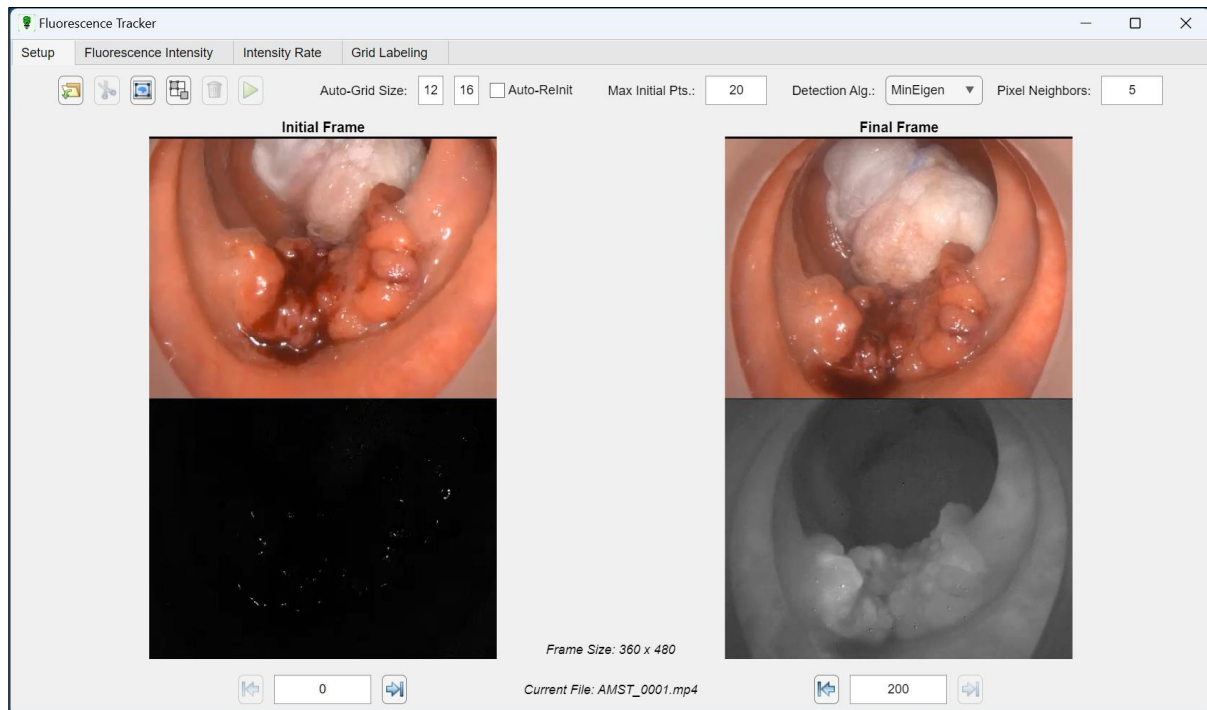 Fluorescence Tracker
Setup Fluorescence Intensity Intensity Rate Grid Labeling
Auto-Grid Size: 12 16 Auto-ReInit Max Initial Pts.: 20 Detection Alg.: MinEigen Pixel Neighbors: 5
Initial Frame Final Frame
Frame Size: 360 x 480
0 Current File: AMST_0001.mp4 200